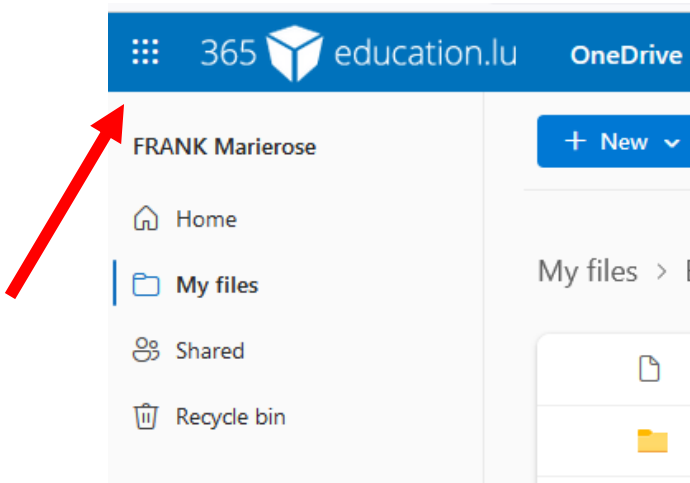 365 education.lu OneDrive
FRANK Marierose
+ New
Home
My files
Shared
Recycle bin
My files >